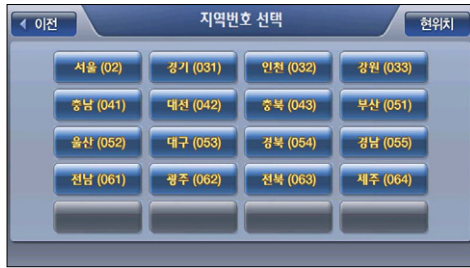 이전 지역번호 선택 현위치
서울 (02) 경기 (031) 인천 (032) 강원 (033)
충남 (041) 대전 (042) 충북 (043) 부산 (051)
울산 (052) 대구 (053) 경북 (054) 경남 (055)
전남 (061) 광주 (062) 전북 (063) 제주 (064)